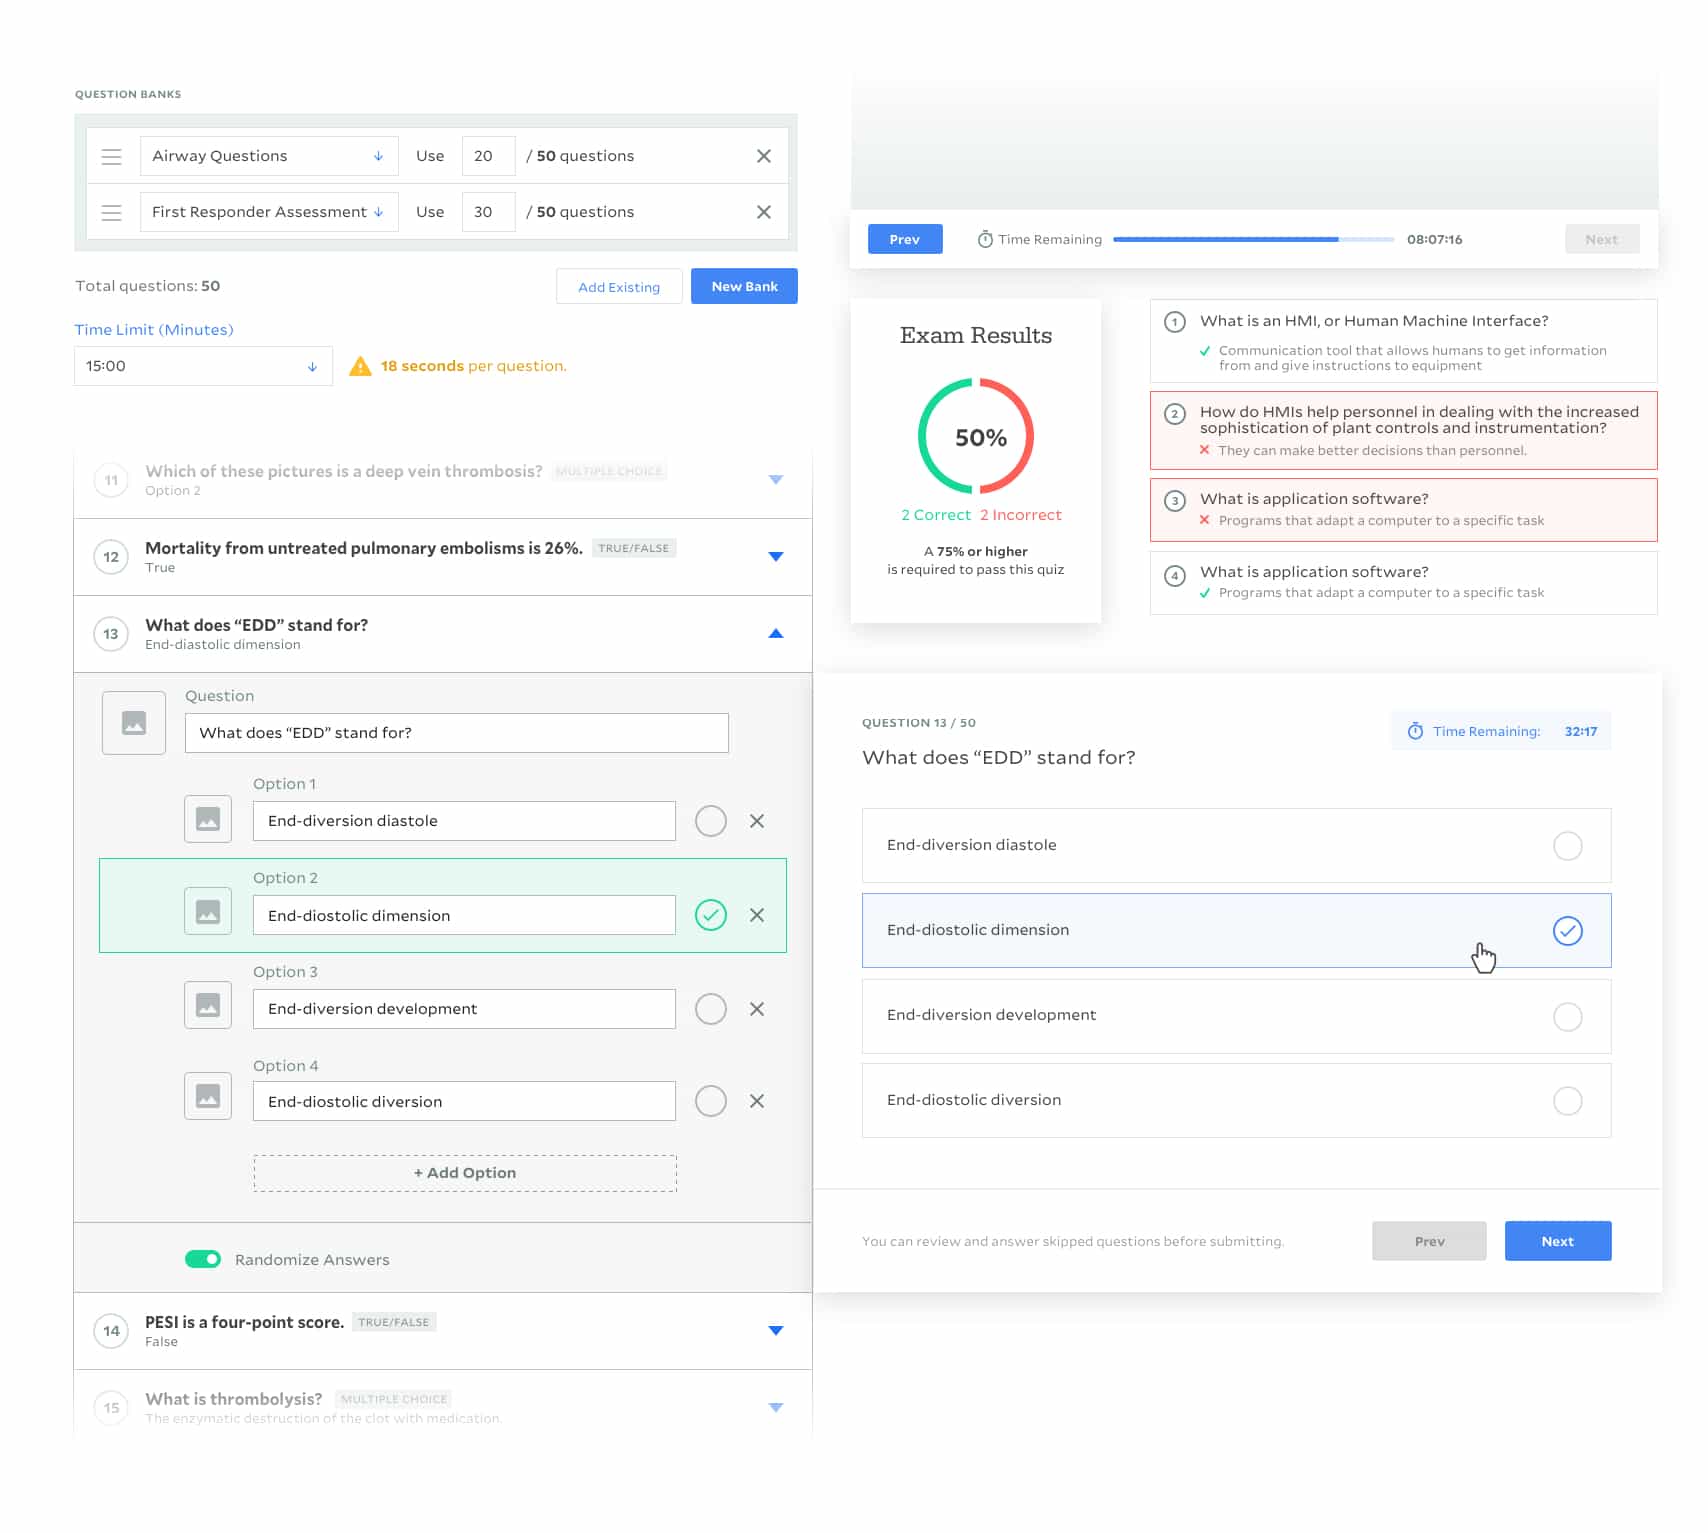 QUESTION BANKS
Airway Questions Use 20 / 50 questions
First Responder Assessment Use 30 / 50 questions
Total questions: 50 Add Existing New Bank
Time Limit (Minutes)
15:00 18 seconds per question.
11 Which of these pictures is a deep vein thrombosis? MULTIPLE CHOICE
Option 2
12 Mortality from untreated pulmonary embolisms is 26%. TRUE/FALSE
True
13 What does “EDD” stand for?
End-diastolic dimension
Question
What does “EDD” stand for?
Option 1
End-diversion diastole
Option 2
End-diostolic dimension
Option 3
End-diversion development
Option 4
End-diostolic diversion
+ Add Option
Randomize Answers
14 PESI is a four-point score. TRUE/FALSE
False
15 What is thrombolysis? MULTIPLE CHOICE
The enzymatic destruction of the clot with medication.
Prev Time Remaining 08:07:16 Next
Exam Results
50%
2 Correct 2 Incorrect
A 75% or higher
is required to pass this quiz
1 What is an HMI, or Human Machine Interface?
Communication tool that allows humans to get information
from and give instructions to equipment
2 How do HMIs help personnel in dealing with the increased
sophistication of plant controls and instrumentation?
They can make better decisions than personnel.
3 What is application software?
Programs that adapt a computer to a specific task
4 What is application software?
Programs that adapt a computer to a specific task
QUESTION 13 / 50 Time Remaining: 32:17
What does “EDD” stand for?
End-diversion diastole
End-diostolic dimension
End-diversion development
End-diostolic diversion
You can review and answer skipped questions before submitting. Prev Next